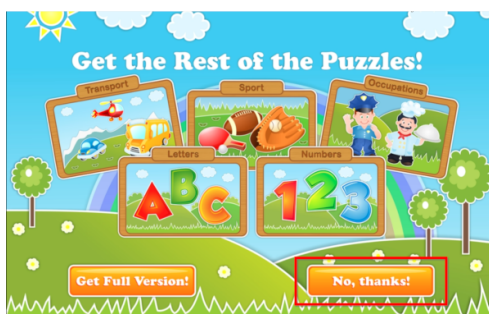 Get the Rest of the Puzzles!
Transport
Sport
Occupations
Letters
Numbers
ABC
123
Get Full Version!
No, thanks!